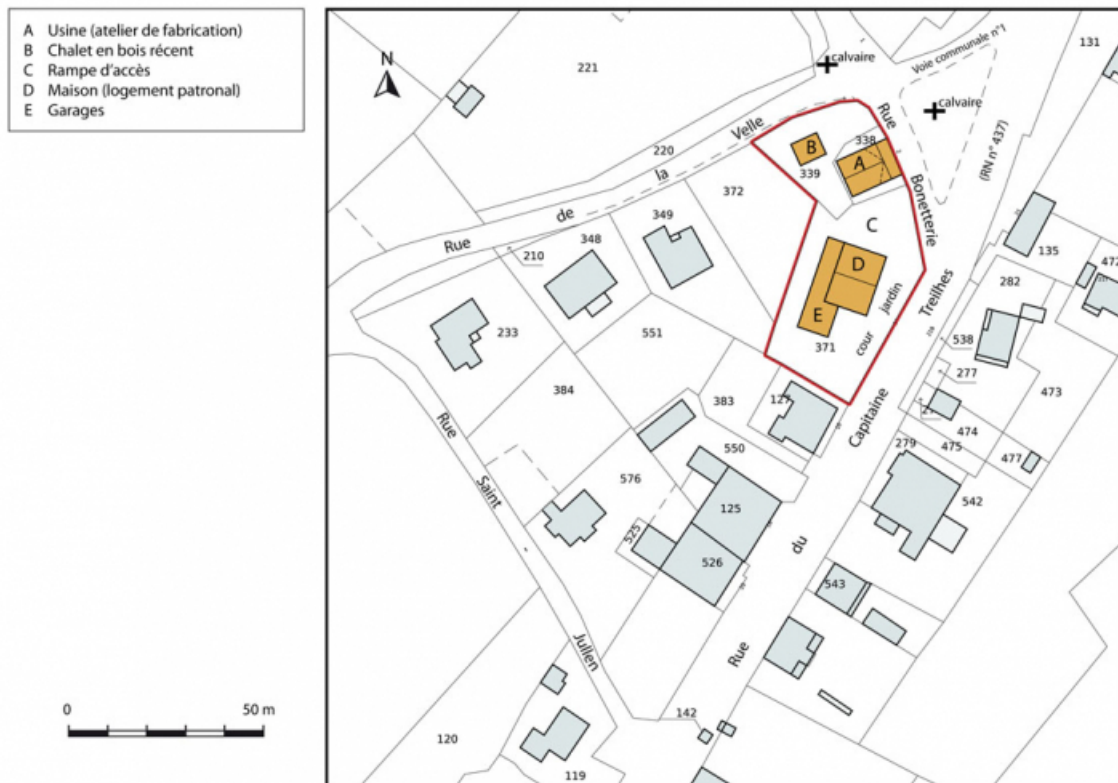 A Usine (atelier de fabrication)
B Chalet en bois récent
C Rampe d'accès
D Maison (logement patronal)
E Garages
N
0
50 m
221
calvaire
Voie communale n°1
131
calvaire
(RN n° 437)
Rue de la Velle
220
B
339
338
A
Rue Bonetterie
C
372
349
348
210
D
E
371
cour
jardin
135
472
282
538
277
473
474
475
477
233
551
384
383
127
550
279
542
576
525
125
526
543
Rue du Capitaine Treilhes
Rue Saint Julien
142
120
119